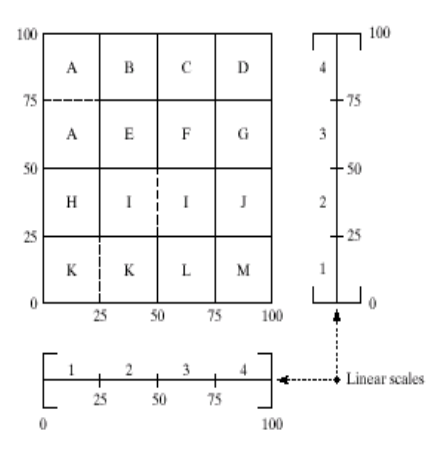 100 100
A B C D 4
75 75
A E F G 3
50 50
H I I J 2
25 25
K K L M 1
0 0
25 50 75 100
1 2 3 4 Linear scales
25 50 75
0 100